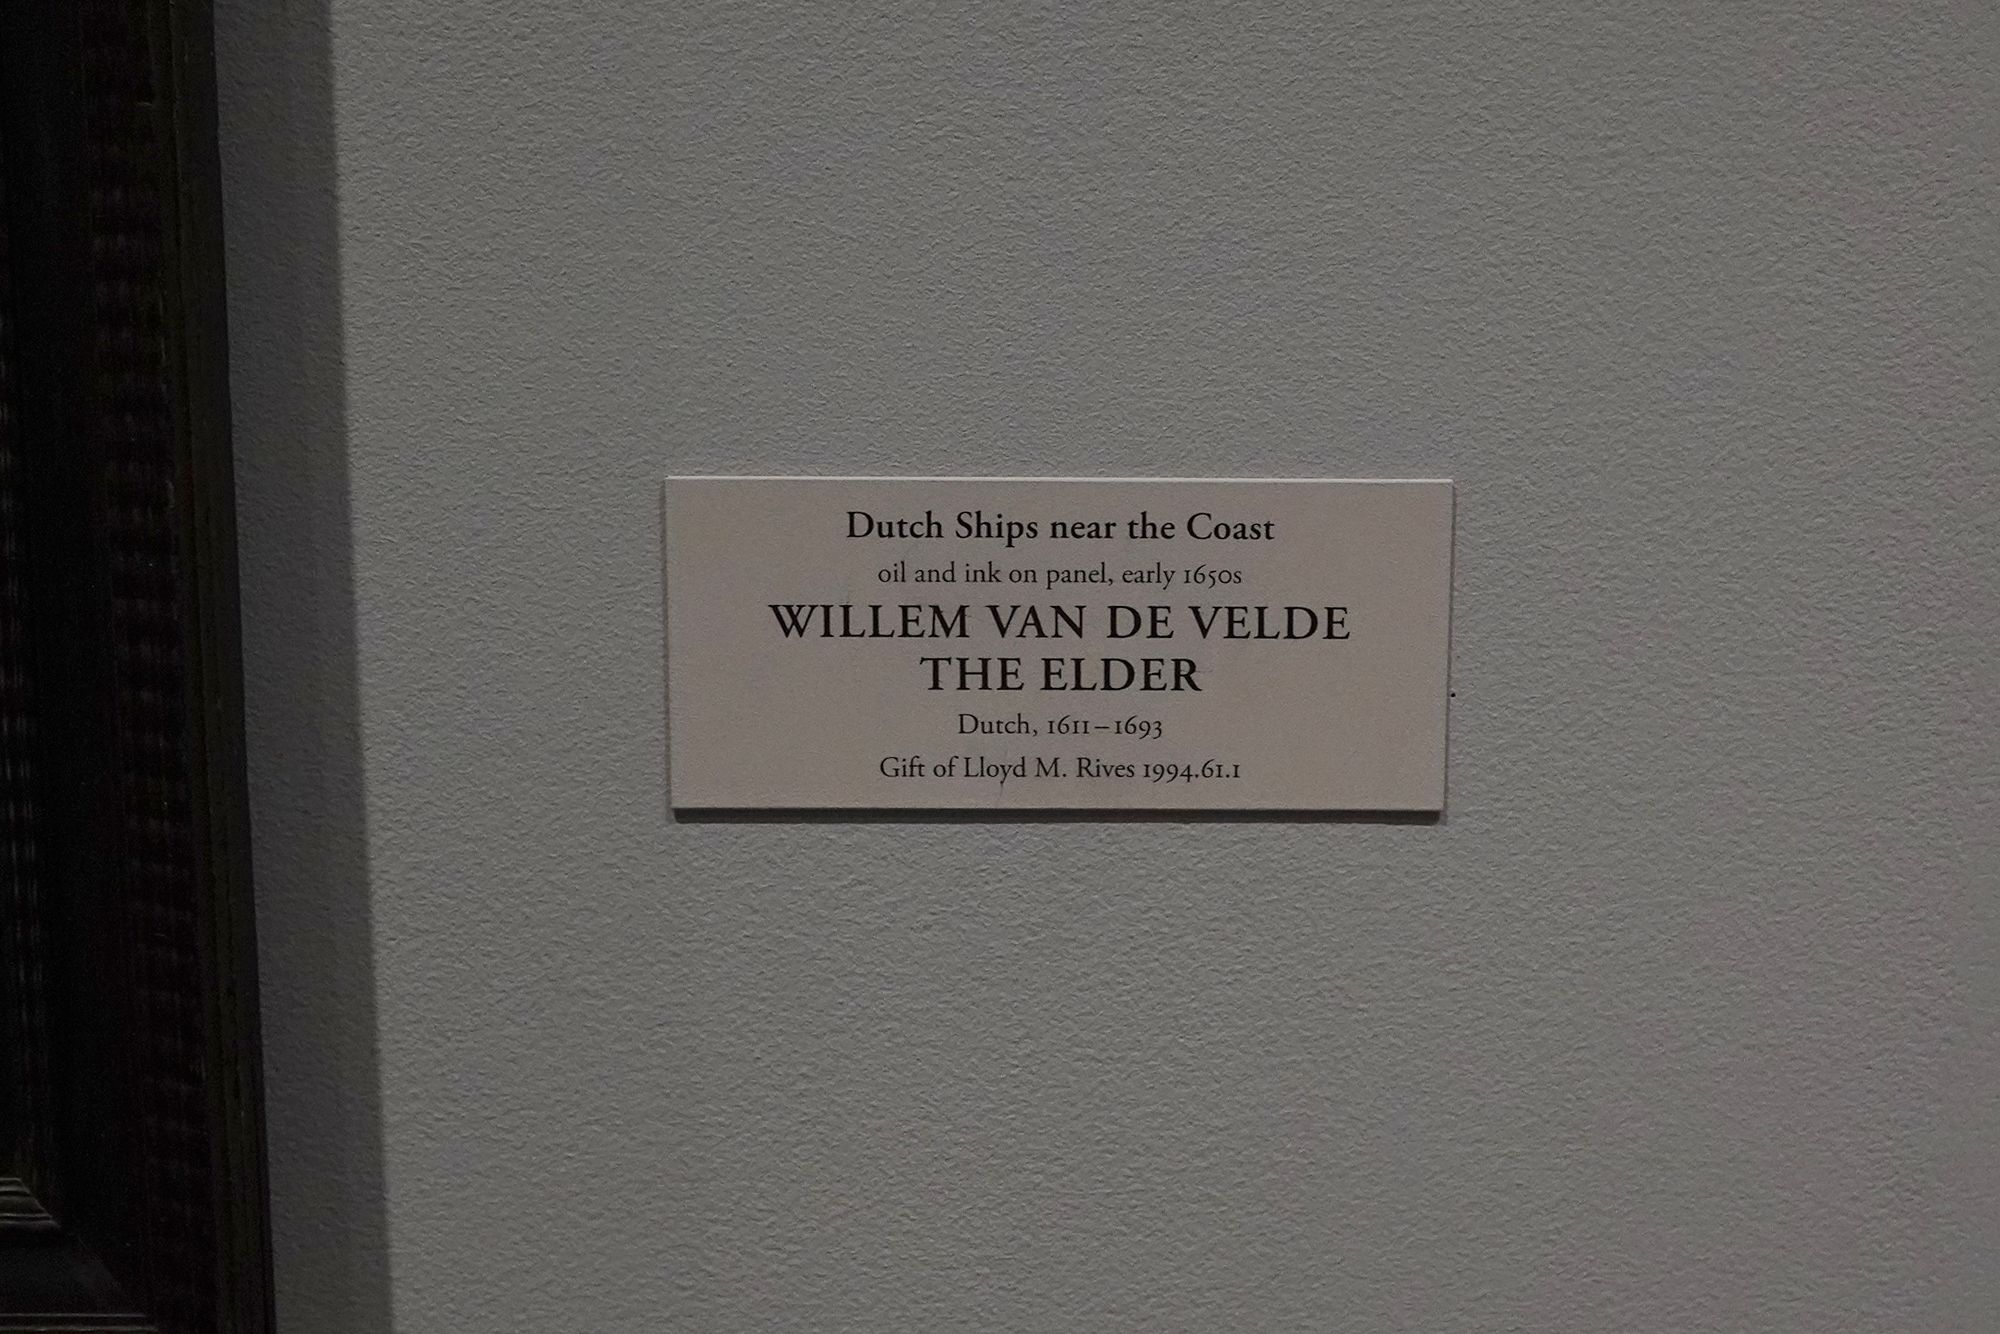 Dutch Ships near the Coast
oil and ink on panel, early 1650s
WILLEM VAN DE VELDE
THE ELDER
Dutch, 1611–1693
Gift of Lloyd M. Rives 1994.61.1